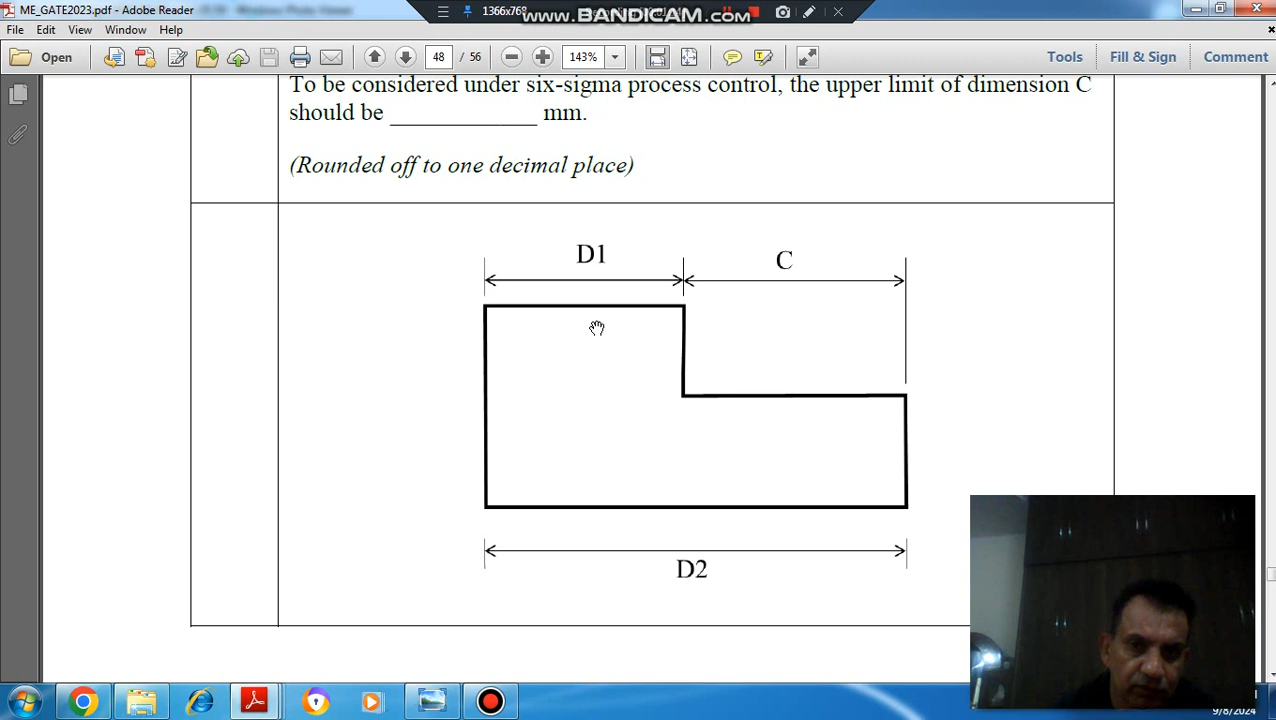 ME_GATE2023.pdf - Adobe Reader
1366x768
www.BANDICAM.com
File Edit View Window Help
Open 48 / 56 143% Tools Fill & Sign Comment
To be considered under six-sigma process control, the upper limit of dimension C
should be _____________ mm.
(Rounded off to one decimal place)
D1
C
D2
9/8/2024